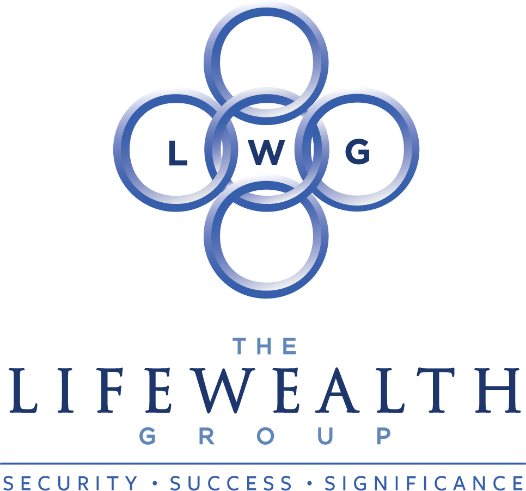 L W G
THE
LIFEWEALTH
GROUP
SECURITY • SUCCESS • SIGNIFICANCE